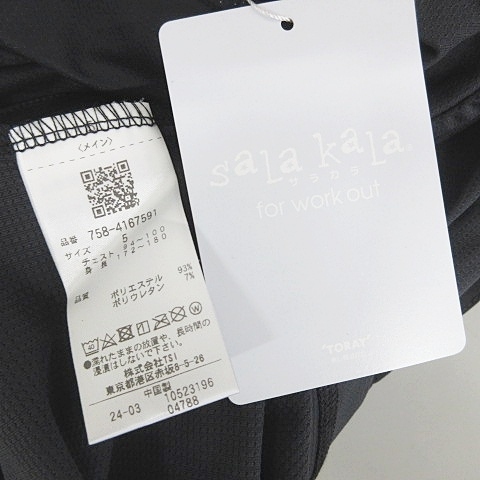 (メイン)
品番 758-4167591
サイズ 5
チェスト 94~100
身長 172~180
品質 ポリエステル 93%
ポリウレタン 7%
40
W
●濡れたままの放置や、長時間の
浸漬はしないで下さい。
株式会社TSI
東京都港区赤坂8-5-26
中国製
24-03 10523196
04788
sala kala®
サラカラ
for work out
"TORAY"